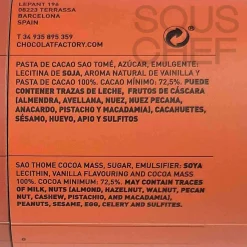 LEPANT 196
08223 TERRASSA
BARCELONA
SPAIN
T 34 935 895 359
CHOCOLATFACTORY.COM
COUS
CHEF
PASTA DE CACAO SAO TOMÉ, AZÚCAR, EMULGENTE:
LECITINA DE SOJA, AROMA NATURAL DE VAINILLA Y
PASTA DE CACAO 100%. CACAO MÍNIMO: 72,5%. PUEDE
CONTENER TRAZAS DE LECHE, FRUTOS DE CÁSCARA
(ALMENDRA, AVELLANA, NUEZ, NUEZ PECANA,
ANACARDO, PISTACHO Y MACADAMIA), CACAHUETES,
SÉSAMO, HUEVO, APIO Y SULFITOS
SAO THOME COCOA MASS, SUGAR, EMULSIFIER: SOYA
LECITHIN, VANILLA FLAVOURING AND COCOA MASS
100%. COCOA MINIMUM: 72,5%. MAY CONTAIN TRACES
OF MILK, NUTS (ALMOND, HAZELNUT, WALNUT, PECAN
NUT, CASHEW, PISTACHIO, AND MACADAMIA),
PEANUTS, SESAME, EGG, CELERY AND SULFITES.